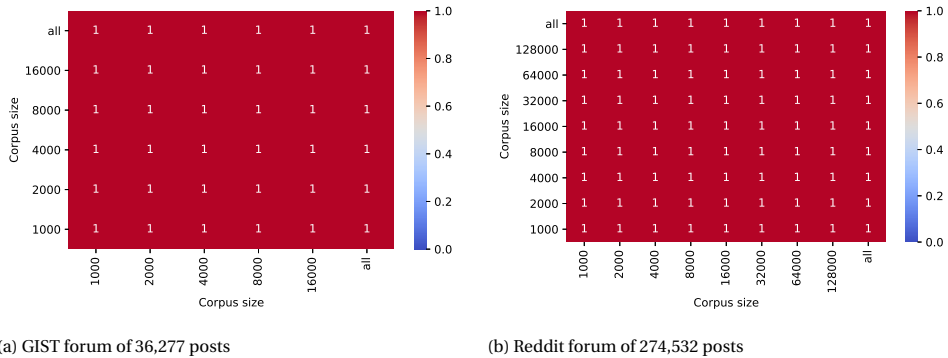 all 1 1 1 1 1 1
16000 1 1 1 1 1 1
8000 1 1 1 1 1 1
4000 1 1 1 1 1 1
2000 1 1 1 1 1 1
1000 1 1 1 1 1 1
Corpus size
1000 2000 4000 8000 16000 all
Corpus size
1.0
0.8
0.6
0.4
0.2
0.0
(a) GIST forum of 36,277 posts
all 1 1 1 1 1 1 1 1 1
128000 1 1 1 1 1 1 1 1 1
64000 1 1 1 1 1 1 1 1 1
32000 1 1 1 1 1 1 1 1 1
16000 1 1 1 1 1 1 1 1 1
8000 1 1 1 1 1 1 1 1 1
4000 1 1 1 1 1 1 1 1 1
2000 1 1 1 1 1 1 1 1 1
1000 1 1 1 1 1 1 1 1 1
Corpus size
1000 2000 4000 8000 16000 32000 64000 128000 all
Corpus size
1.0
0.8
0.6
0.4
0.2
0.0
(b) Reddit forum of 274,532 posts